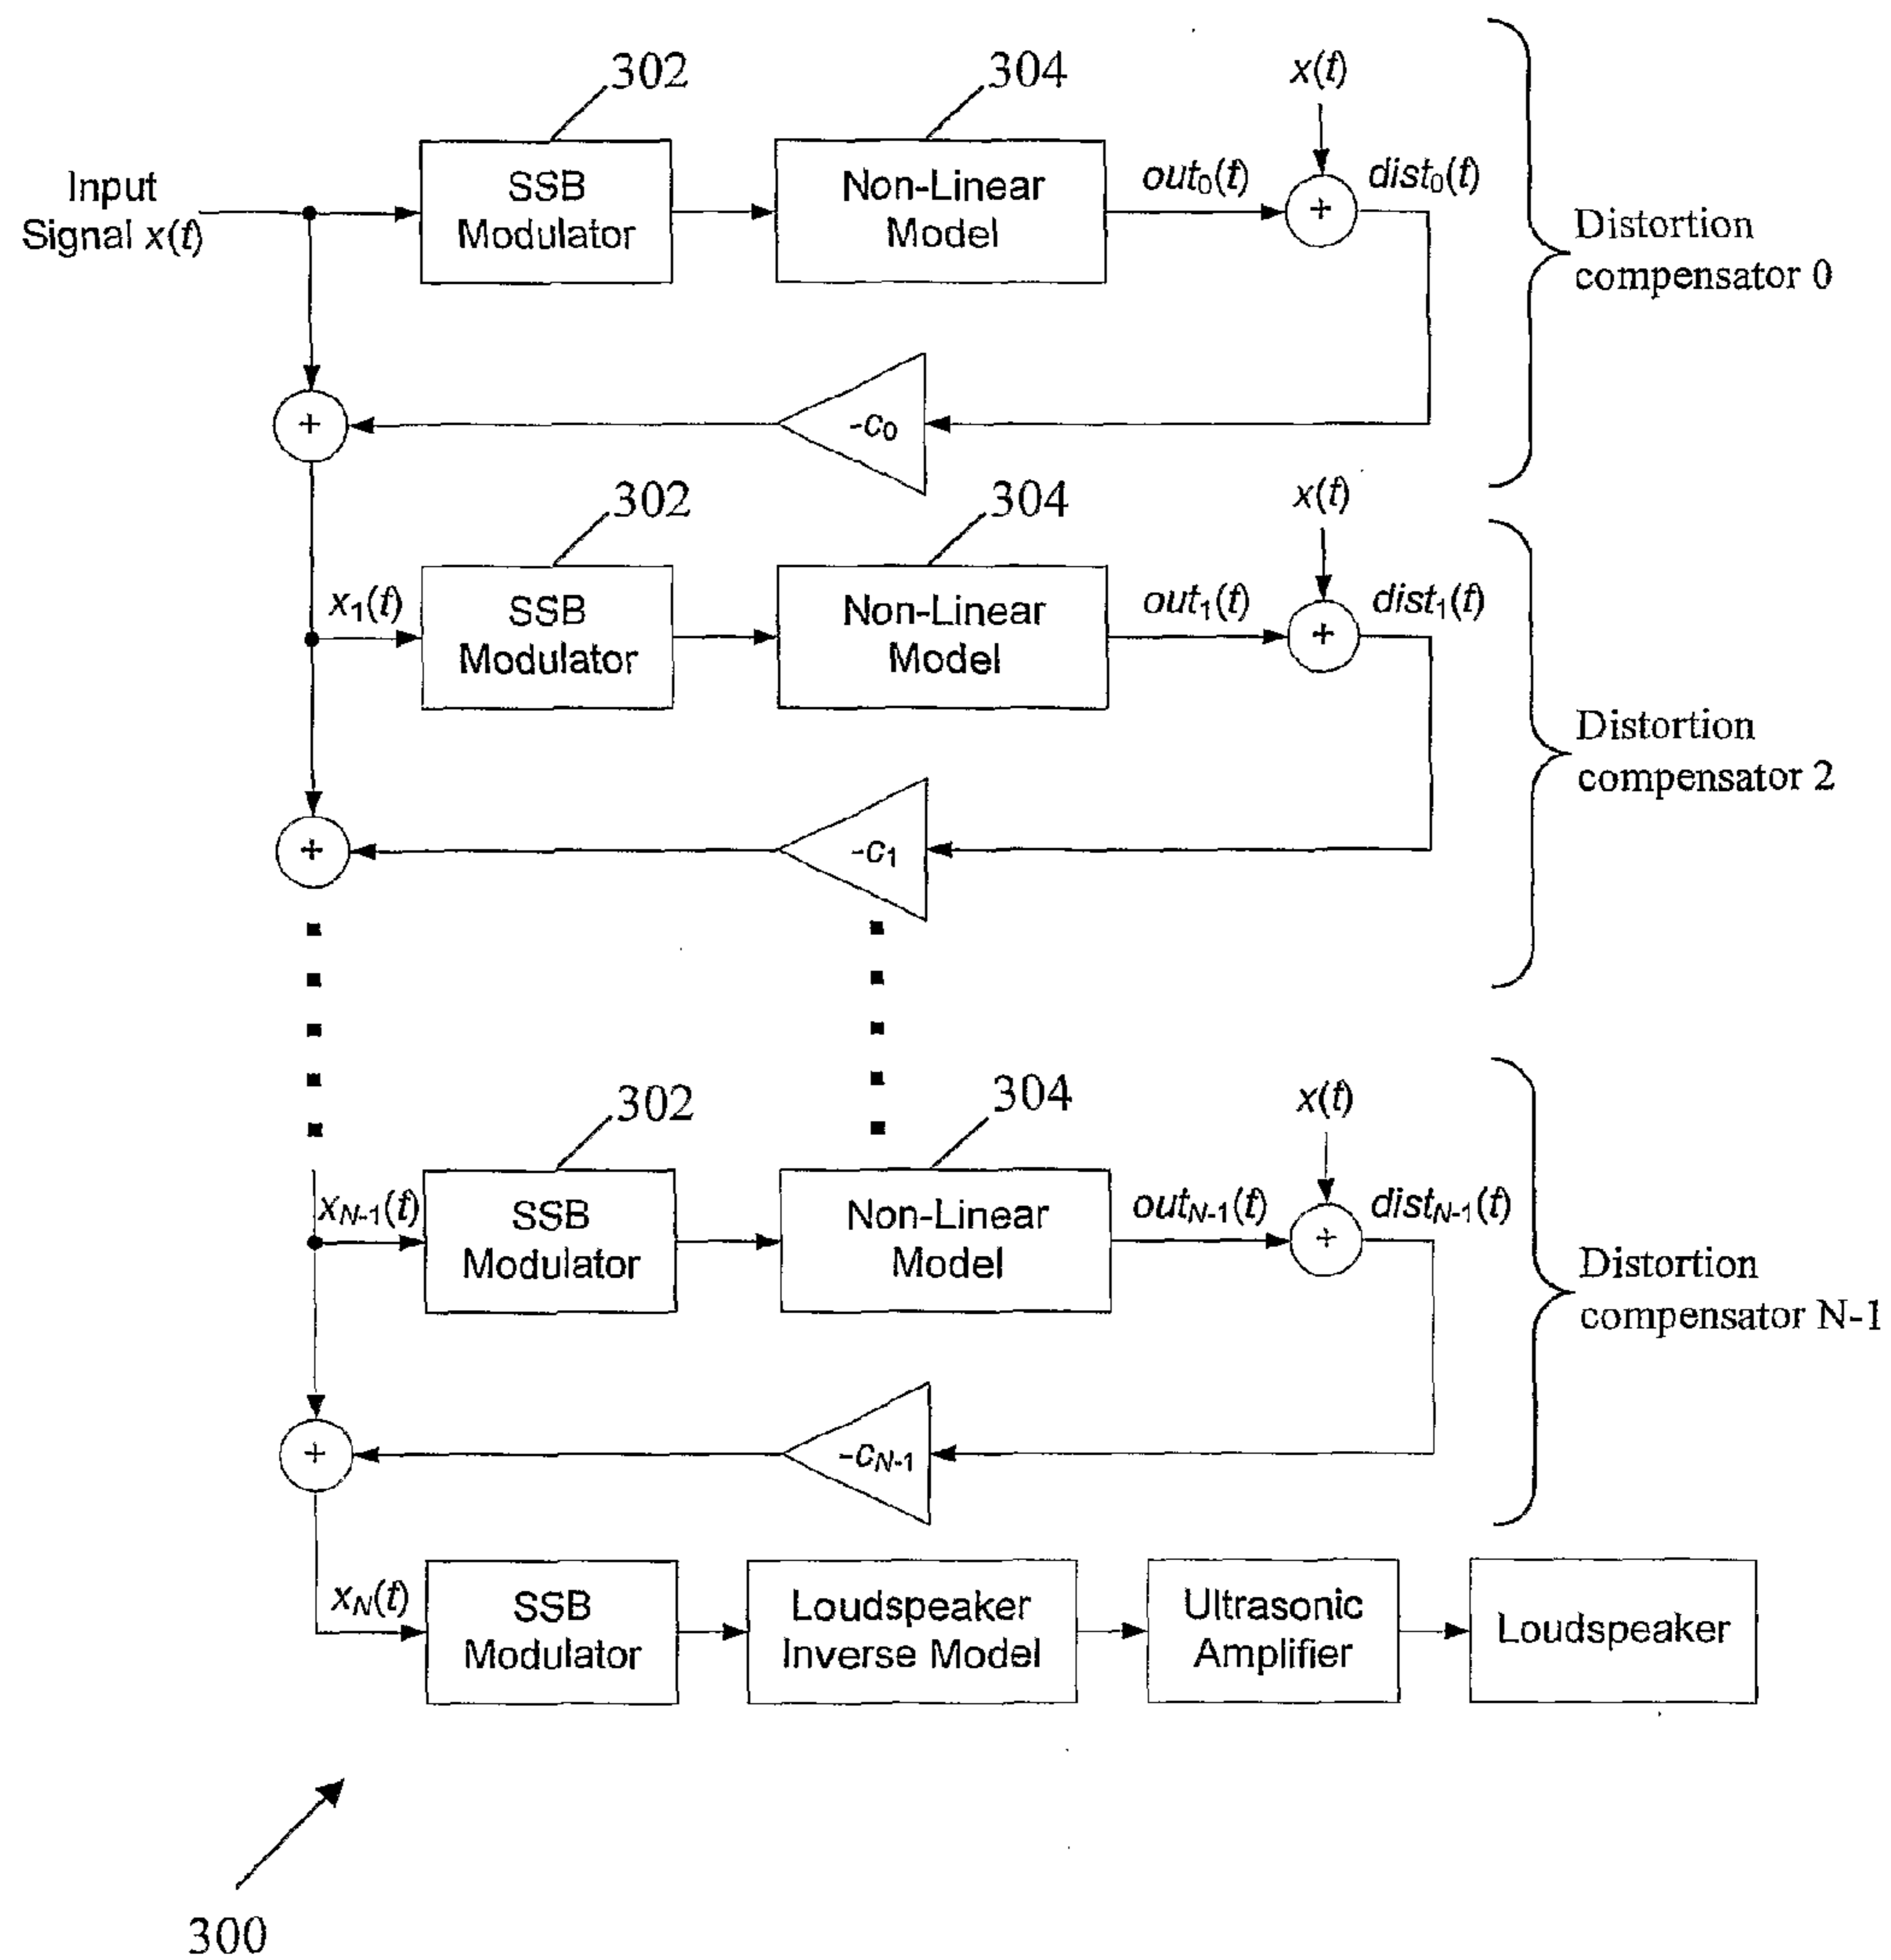 302
304
x(t)
Input
Signal x(t)
SSB
Modulator
Non-Linear
Model
out₀(t)
+
dist₀(t)
Distortion
compensator 0
+
-c₀
302
304
x(t)
x₁(t)
SSB
Modulator
Non-Linear
Model
out₁(t)
+
dist₁(t)
Distortion
compensator 2
+
-c₁
302
304
x(t)
xN-1(t)
SSB
Modulator
Non-Linear
Model
outN-1(t)
+
distN-1(t)
Distortion
compensator N-1
+
-cN-1
xN(t)
SSB
Modulator
Loudspeaker
Inverse Model
Ultrasonic
Amplifier
Loudspeaker
300